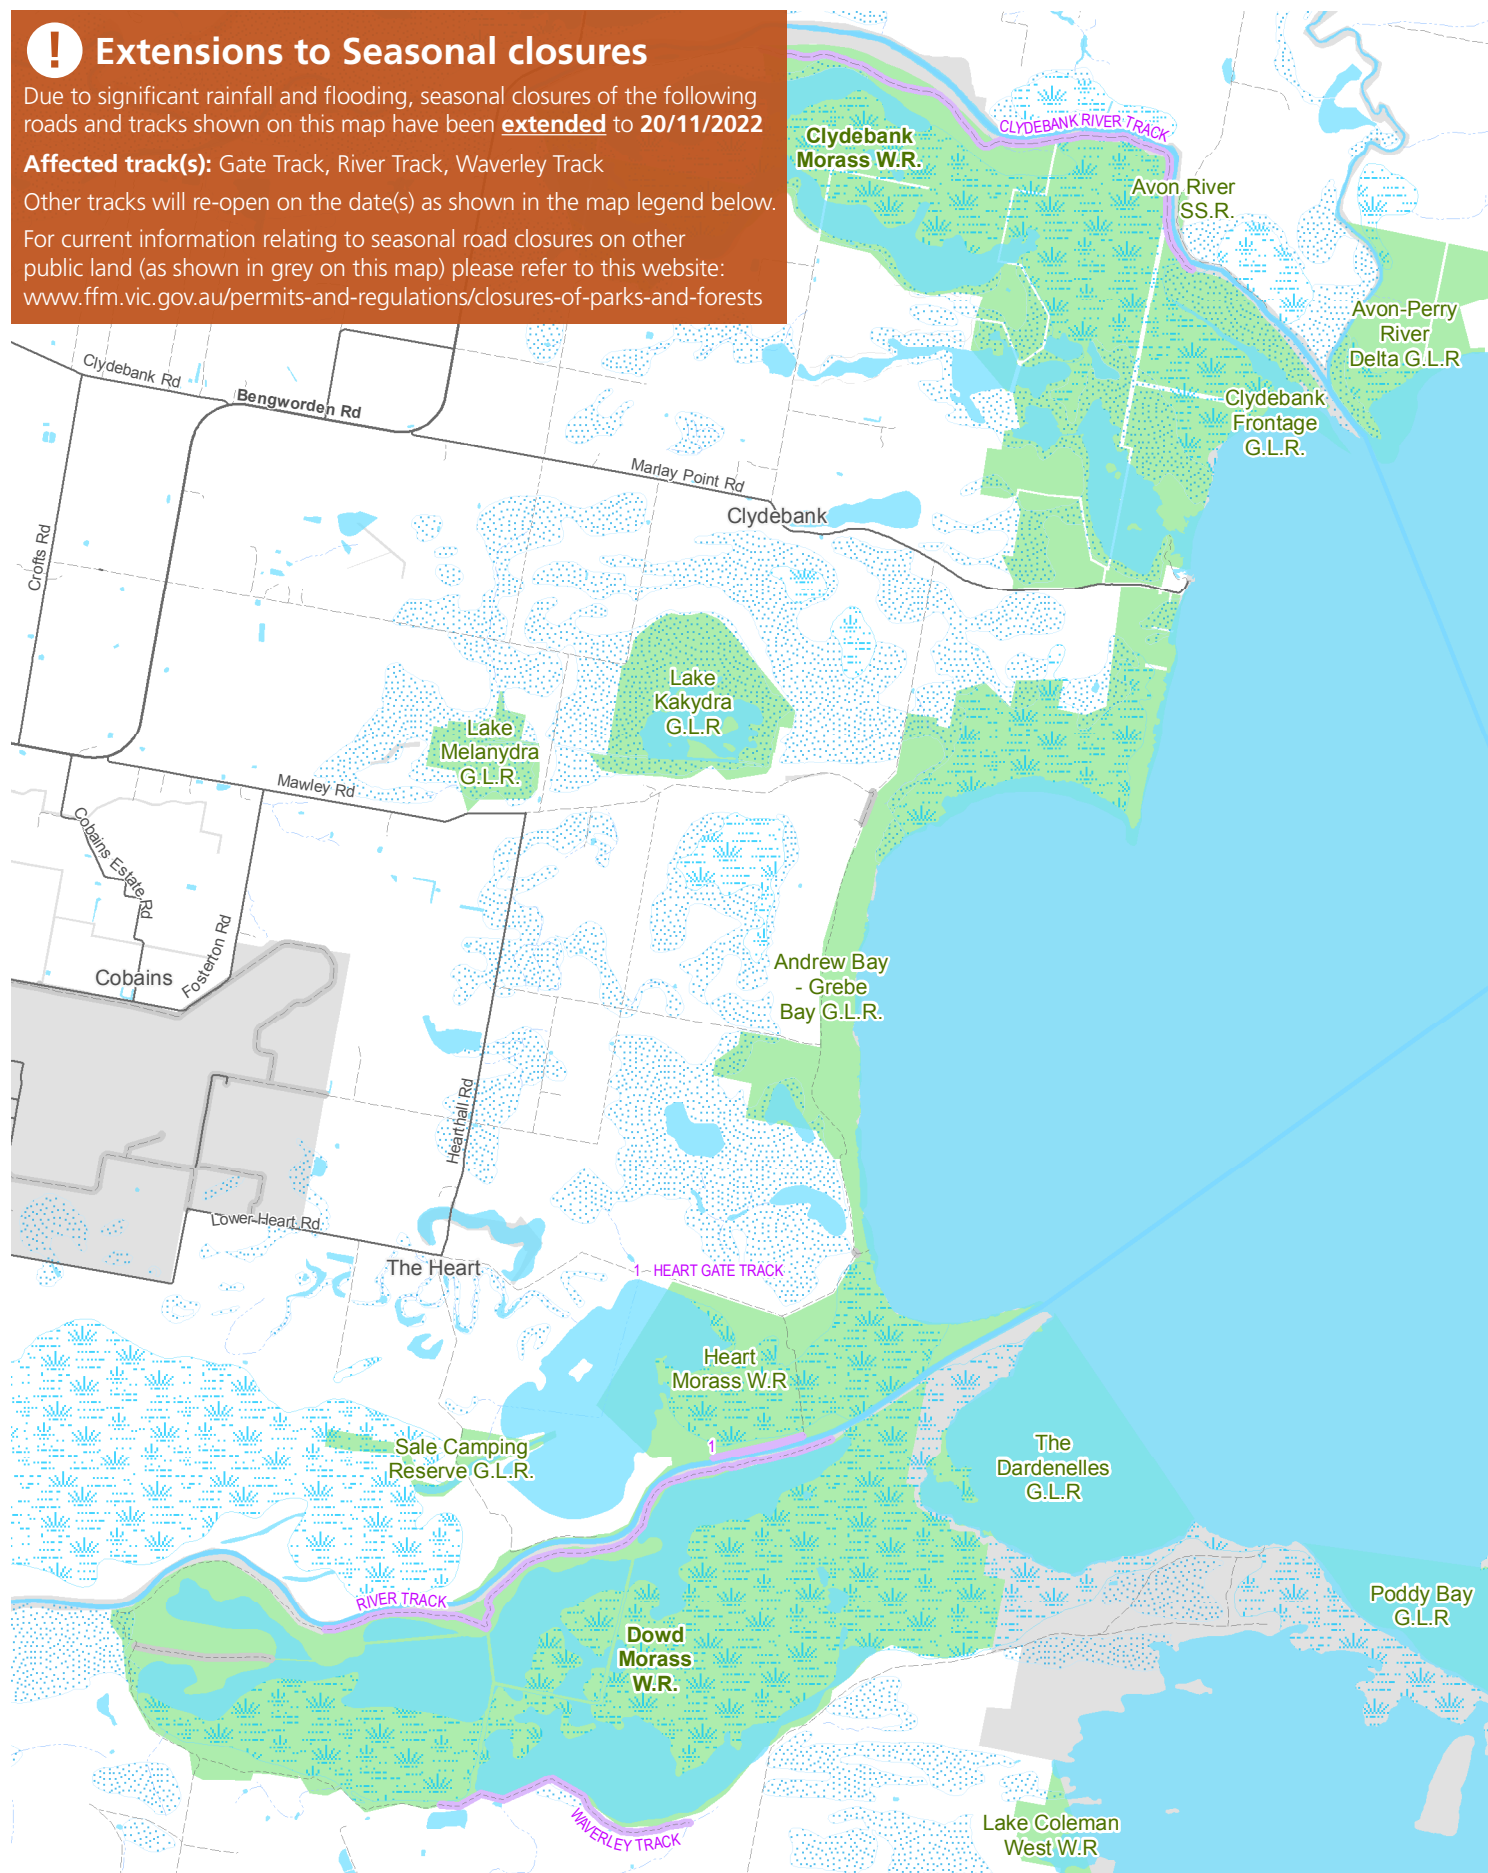 ! Extensions to Seasonal closures
Due to significant rainfall and flooding, seasonal closures of the following
roads and tracks shown on this map have been extended to 20/11/2022
Affected track(s): Gate Track, River Track, Waverley Track
Other tracks will re-open on the date(s) as shown in the map legend below.
For current information relating to seasonal road closures on other
public land (as shown in grey on this map) please refer to this website:
www.ffm.vic.gov.au/permits-and-regulations/closures-of-parks-and-forests
CLYDEBANK RIVER TRACK
Clydebank
Morass W.R.
Avon River
SS.R.
Avon-Perry
River
Delta G.L.R
Clydebank Rd
Bengworden Rd
Clydebank
Frontage
G.L.R.
Marlay Point Rd
Clydebank
Crofts Rd
Lake
Kakydra
G.L.R
Lake
Melanydra
G.L.R.
Mawley Rd
Cobains Estate Rd
Fosterton Rd
Cobains
Andrew Bay
- Grebe
Bay G.L.R.
Hearthall Rd
Lower Heart Rd
The Heart
1 HEART GATE TRACK
Heart
Morass W.R
1
Sale Camping
Reserve G.L.R.
The
Dardenelles
G.L.R
RIVER TRACK
Poddy Bay
G.L.R
Dowd
Morass
W.R.
WAVERLEY TRACK
Lake Coleman
West W.R